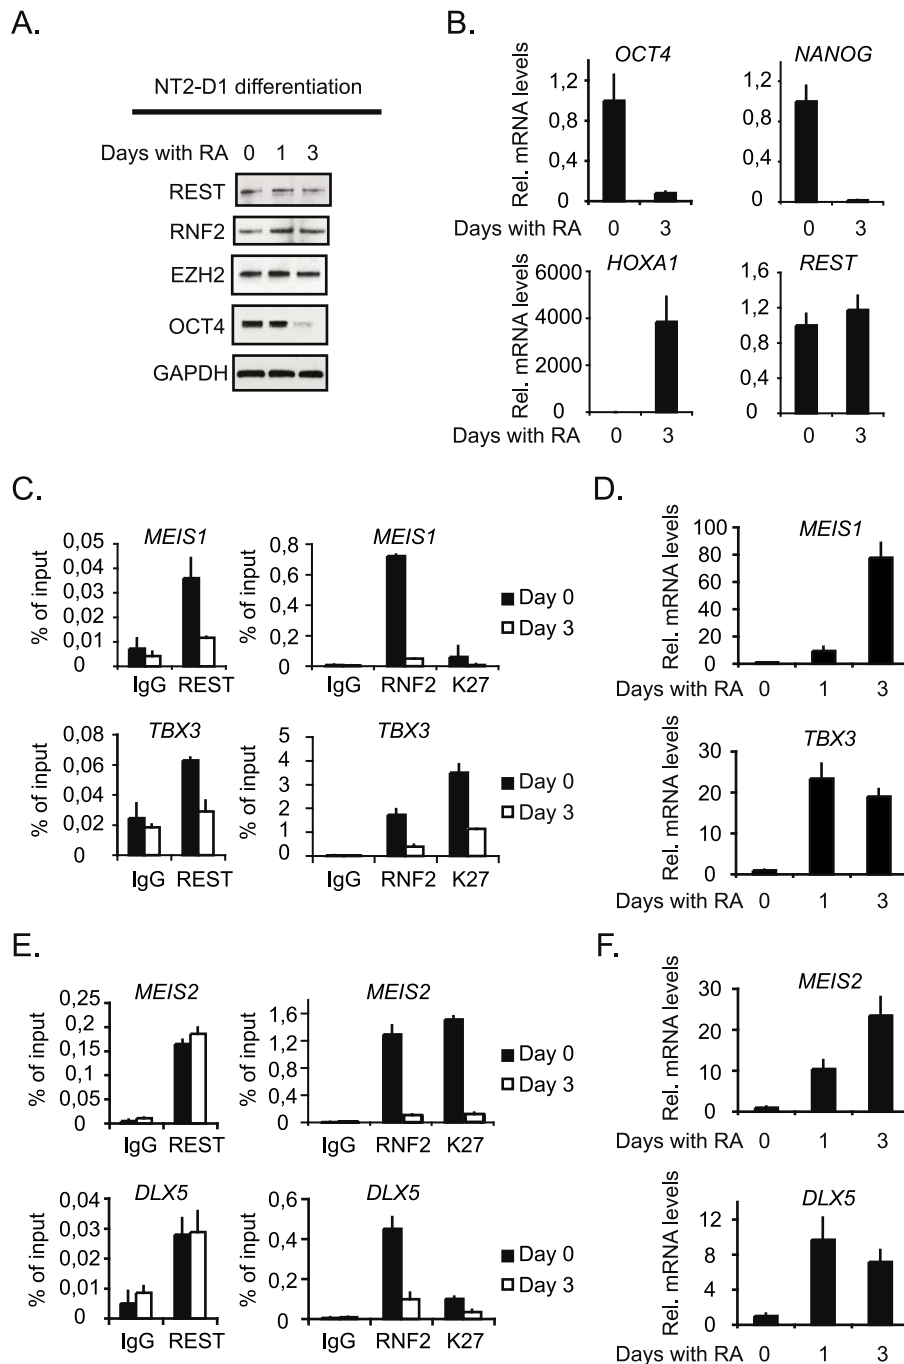 A.
NT2-D1 differentiation
Days with RA 0 1 3
REST
RNF2
EZH2
OCT4
GAPDH
B.
OCT4
Rel. mRNA levels
1,2
0,8
0,4
0
Days with RA 0 3
NANOG
1,2
0,8
0,4
0
0 3
HOXA1
Rel. mRNA levels
6000
4000
2000
0
Days with RA 0 3
REST
1,6
1,2
0,8
0,4
0
0 3
C.
MEIS1
% of input
0,05
0,04
0,03
0,02
0,01
0
IgG REST
MEIS1
% of input
0,8
0,6
0,4
0,2
0
IgG RNF2 K27
Day 0
Day 3
TBX3
% of input
0,08
0,06
0,04
0,02
0
IgG REST
TBX3
% of input
5
4
3
2
1
0
IgG RNF2 K27
Day 0
Day 3
D.
MEIS1
Rel. mRNA levels
100
80
60
40
20
0
Days with RA 0 1 3
TBX3
Rel. mRNA levels
30
20
10
0
Days with RA 0 1 3
E.
MEIS2
% of input
0,25
0,2
0,15
0,1
0,05
0
IgG REST
MEIS2
% of input
1,6
1,2
0,8
0,4
0
IgG RNF2 K27
Day 0
Day 3
DLX5
% of input
0,04
0,03
0,02
0,01
0
IgG REST
DLX5
% of input
0,6
0,4
0,2
0
IgG RNF2 K27
Day 0
Day 3
F.
MEIS2
Rel. mRNA levels
30
20
10
0
Days with RA 0 1 3
DLX5
Rel. mRNA levels
12
8
4
0
Days with RA 0 1 3